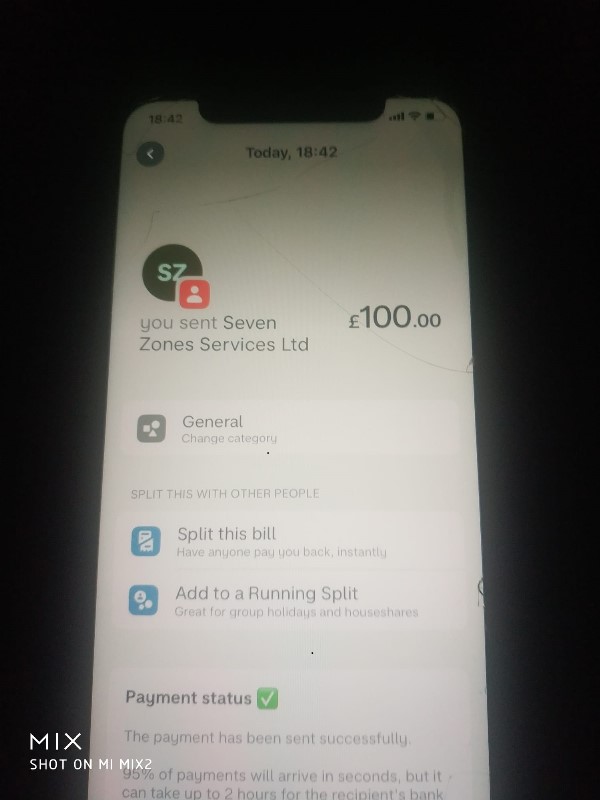 18:42
Today, 18:42
SZ
you sent Seven
Zones Services Ltd
£100.00
General
Change category
SPLIT THIS WITH OTHER PEOPLE
Split this bill
Have anyone pay you back, instantly
Add to a Running Split
Great for group holidays and houseshares
Payment status
The payment has been sent successfully.
95% of payments will arrive in seconds, but it
can take up to 2 hours for the recipient's bank
MIX
SHOT ON MI MIX2